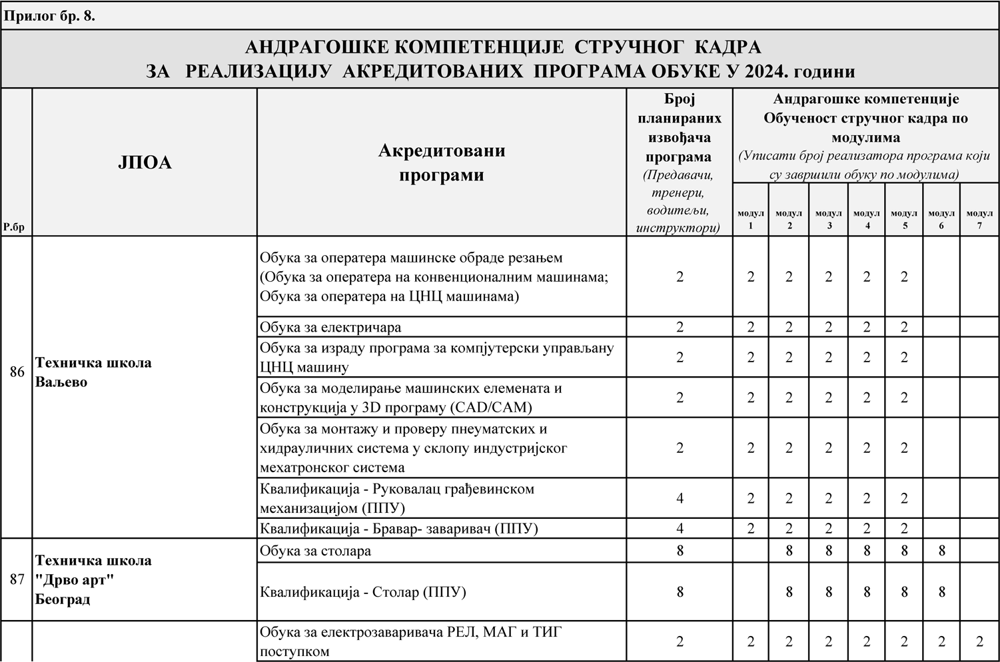 Прилог бр. 8.
АНДРАГОШКЕ КОМПЕТЕНЦИЈЕ СТРУЧНОГ КАДРА
ЗА РЕАЛИЗАЦИЈУ АКРЕДИТОВАНИХ ПРОГРАМА ОБУКЕ У 2024. години
Р.бр
ЈПОА
Акредитовани
програми
Број
планираних
извођача
програма
(Предавачи,
тренери,
водитељи,
инструктори)
Андрагошке компетенције
Обученост стручног кадра по
модулима
(Уписати број реализатора програма који
су завршили обуку по модулима)
модул
1
модул
2
модул
3
модул
4
модул
5
модул
6
модул
7
86
Техничка школа
Ваљево
Обука за оператера машинске обраде резањем
(Обука за оператера на конвенционалним машинама;
Обука за оператера на ЦНЦ машинама)
2 2 2 2 2 2
Обука за електричара
2 2 2 2 2 2
Обука за израду програма за компјутерски управљану
ЦНЦ машину
2 2 2 2 2 2
Обука за моделирање машинских елемената и
конструкција у 3D програму (CAD/CAM)
2 2 2 2 2 2
Обука за монтажу и проверу пнеуматских и
хидрауличних система у склопу индустријског
мехатронског система
2 2 2 2 2 2
Квалификација - Руковалац грађевинском
механизацијом (ППУ)
4 2 2 2 2 2
Квалификација - Бравар- заваривач (ППУ)
4 2 2 2 2 2
87
Техничка школа
"Дрво арт"
Београд
Обука за столара
8 8 8 8 8 8
Квалификација - Столар (ППУ)
8 8 8 8 8 8
Обука за електрозаваривача РЕЛ, МАГ и ТИГ
поступком
2 2 2 2 2 2 2 2